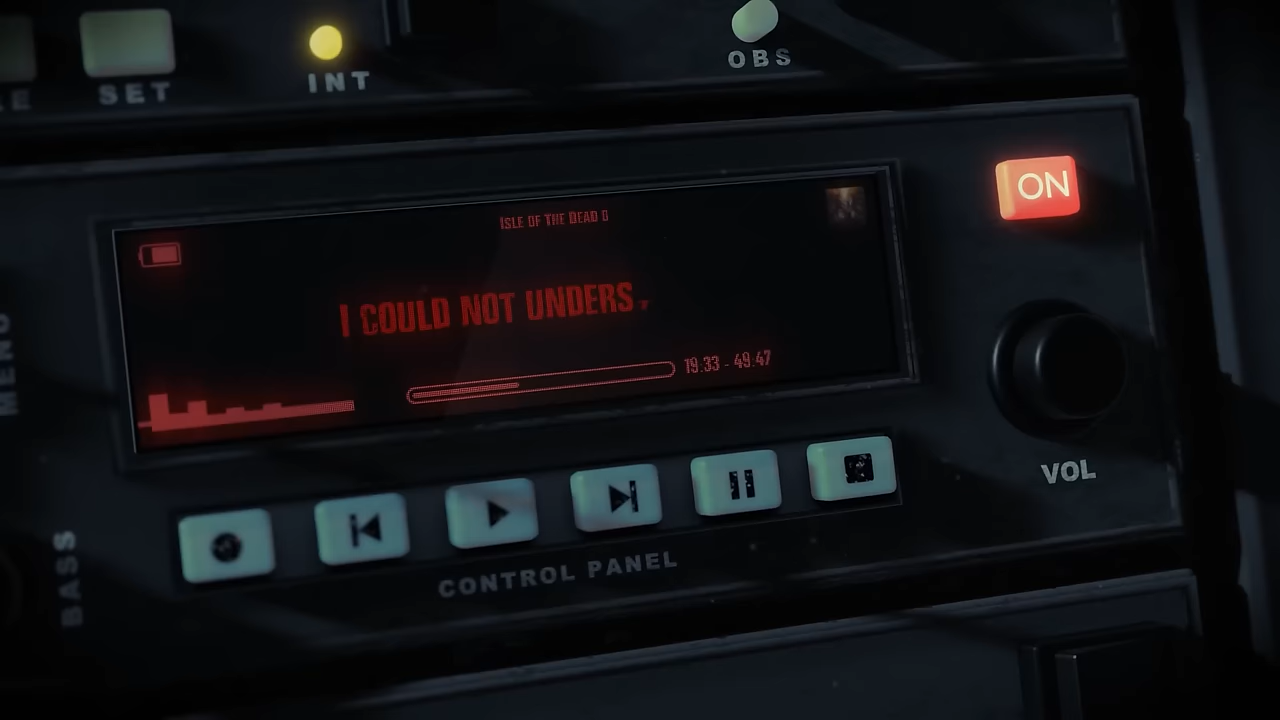 SET
INT
OBS
ON
ISLE OF THE DEAD
I COULD NOT UNDERS
19:33 - 49:47
MENU
VOL
CONTROL PANEL
BASS